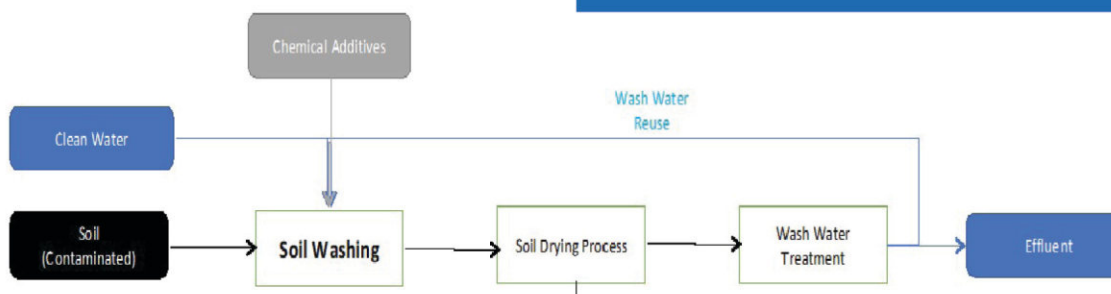 Chemical Additives
Wash Water
Reuse
Clean Water
Soil
(Contaminated)
Soil Washing
Soil Drying Process
Wash Water
Treatment
Effluent